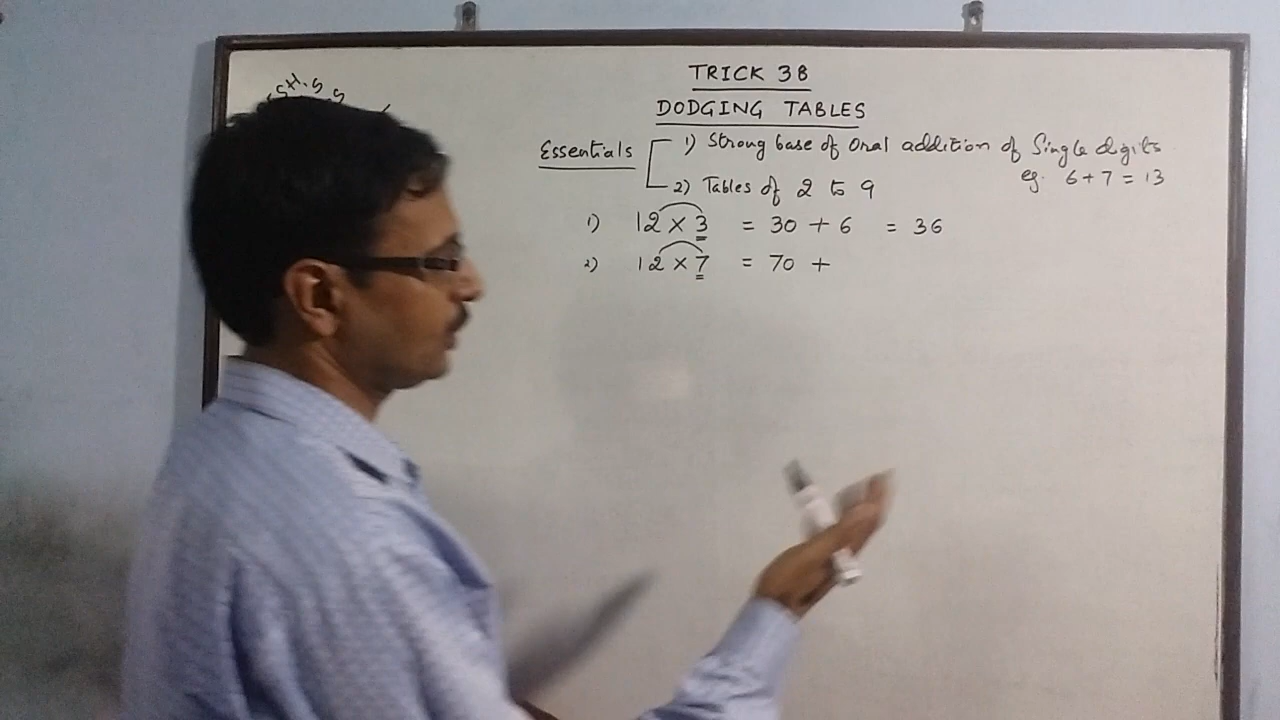 TRICK 38
DODGING TABLES
Essentials 1) Strong base of oral addition of Single digits
eg. 6+7 = 13
2) Tables of 2 to 9
1) 12 × 3 = 30 + 6 = 36
2) 12 × 7 = 70 +